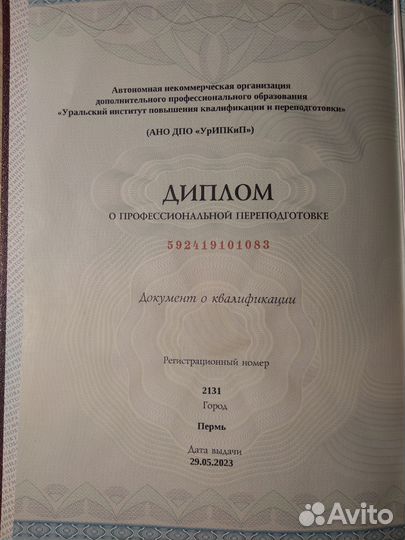 Автономная некоммерческая организация
дополнительного профессионального образования
«Уральский институт повышения квалификации и переподготовки»
(АНО ДПО «УрИПКиП»)
ДИПЛОМ
О ПРОФЕССИОНАЛЬНОЙ ПЕРЕПОДГОТОВКЕ
592419101083
Документ о квалификации
Регистрационный номер
2131
Город
Пермь
Дата выдачи
29.05.2023
Avito